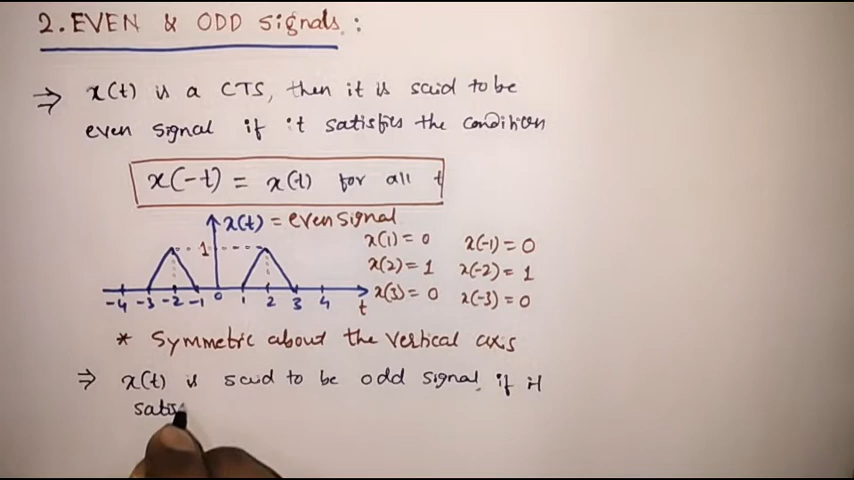 2. EVEN & ODD signals :
⇒ x(t) is a CTS, then it is said to be
even signal if it satisfies the condition
x(-t) = x(t) for all t
x(t) = even signal
1
x(1) = 0 x(-1) = 0
x(2) = 1 x(-2) = 1
x(3) = 0 x(-3) = 0
-4 -3 -2 -1 0 1 2 3 4 t
* Symmetric about the vertical axis
⇒ x(t) is said to be odd signal, if it
satis